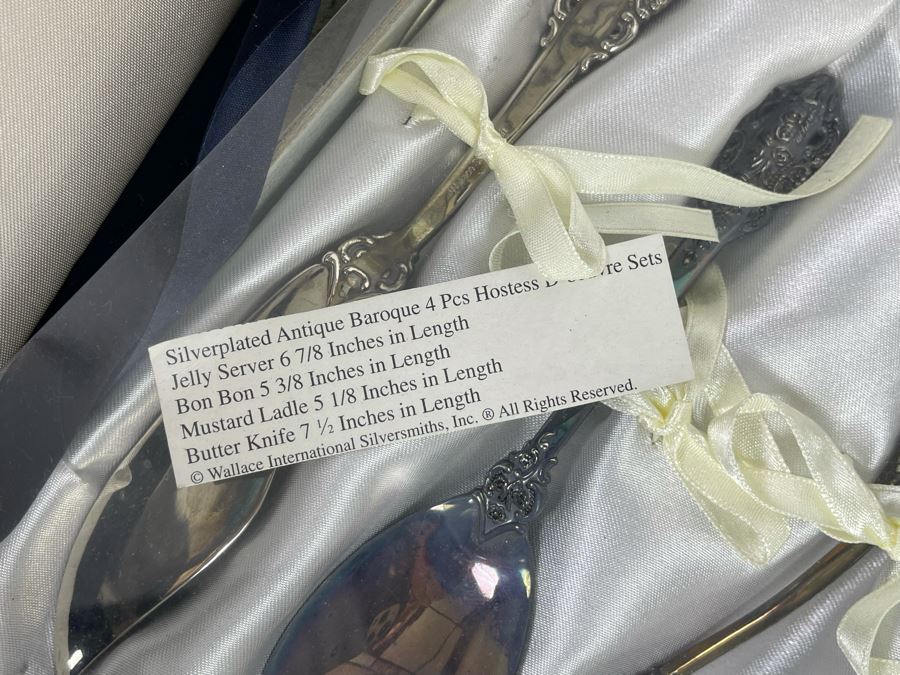 Silverplated Antique Baroque 4 Pcs Hostess Sets
Jelly Server 6 7/8 Inches in Length
Bon Bon 5 3/8 Inches in Length
Mustard Ladle 5 1/8 Inches in Length
Butter Knife 7 ½ Inches in Length
© Wallace International Silversmiths, Inc. ® All Rights Reserved.